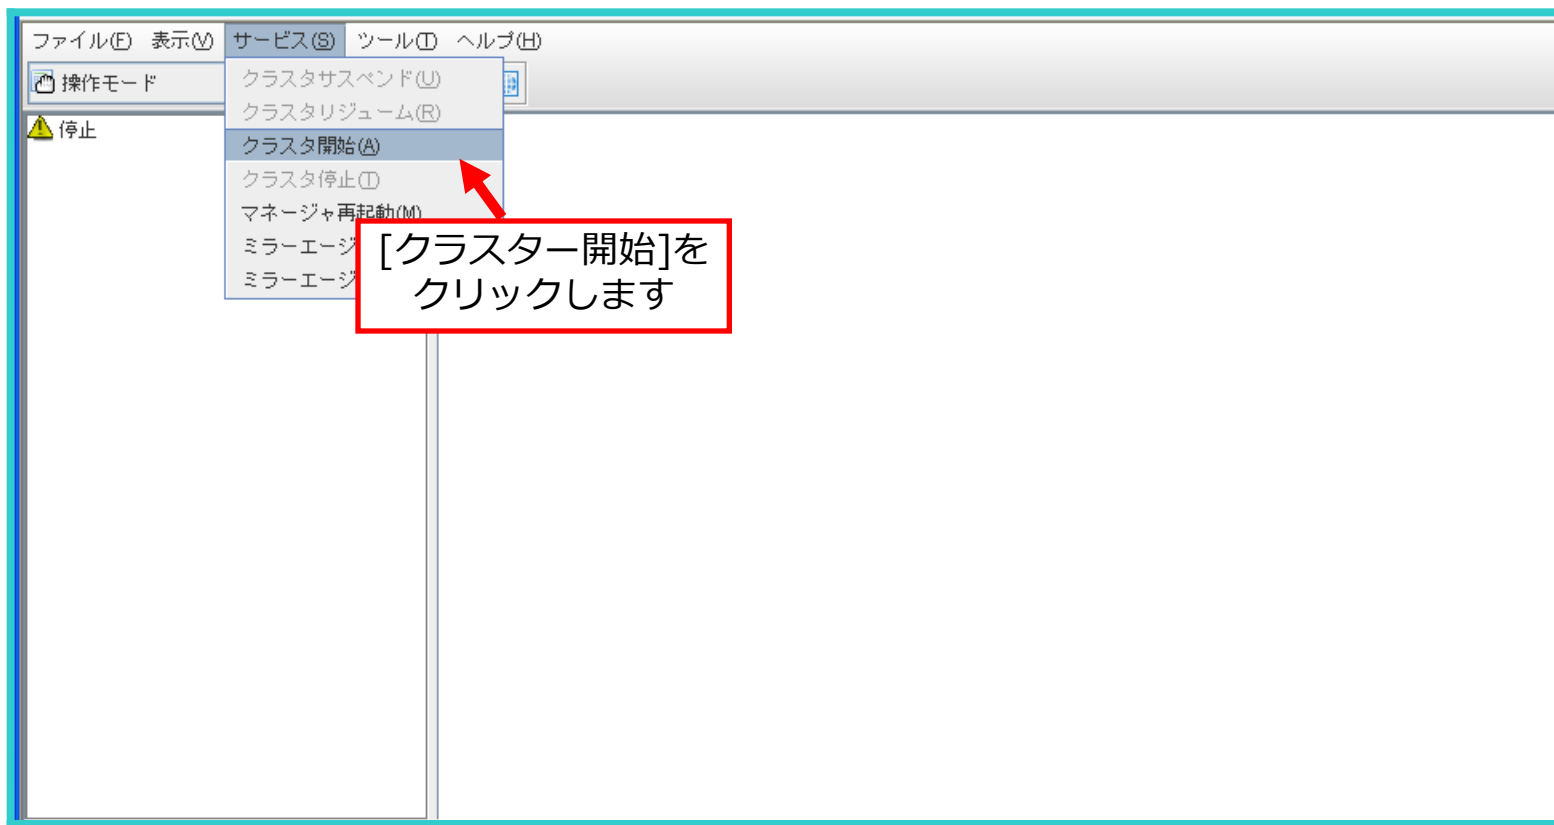 ファイル(F) 表示(V) サービス(S) ツール(T) ヘルプ(H)
操作モード
停止
クラスタサスペンド(U)
クラスタリジューム(R)
クラスタ開始(A)
クラスタ停止(T)
マネージャ再起動(M)
ミラーエージ
ミラーエージ
[クラスター開始]を
クリックします